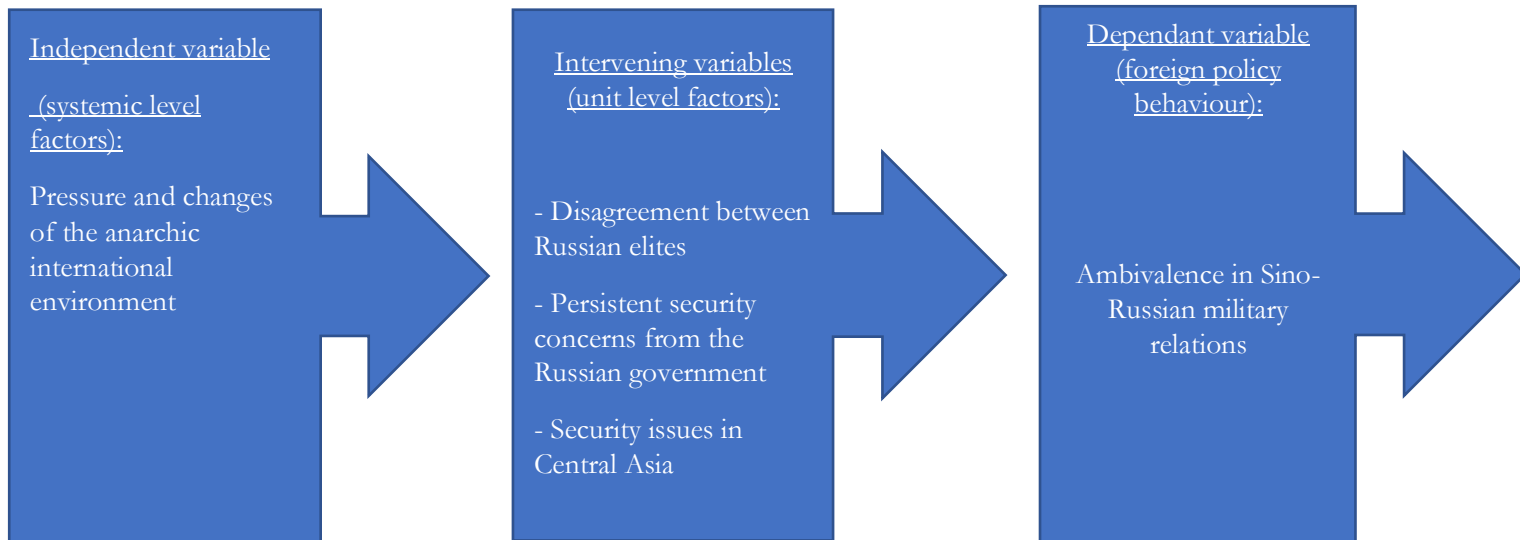 Independent variable
(systemic level
factors):
Pressure and changes
of the anarchic
international
environment
Intervening variables
(unit level factors):
- Disagreement between
Russian elites
- Persistent security
concerns from the
Russian government
- Security issues in
Central Asia
Dependant variable
(foreign policy
behaviour):
Ambivalence in Sino-
Russian military
relations